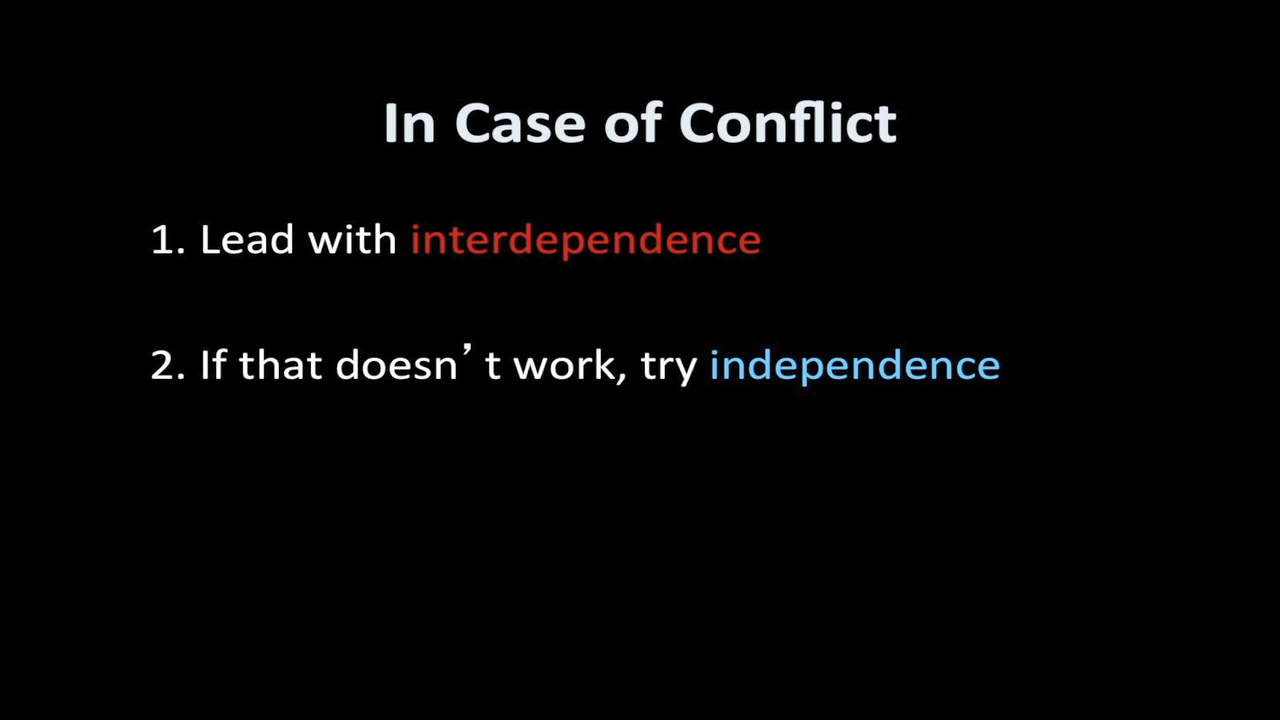 In Case of Conflict
1. Lead with interdependence
2. If that doesn’t work, try independence